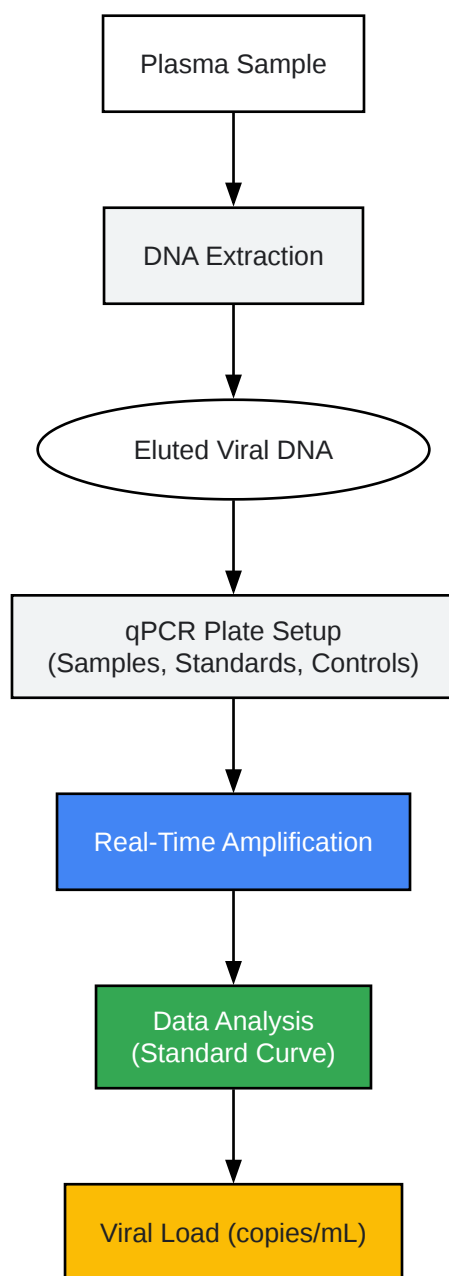 Plasma Sample
DNA Extraction
Eluted Viral DNA
qPCR Plate Setup
(Samples, Standards, Controls)
Real-Time Amplification
Data Analysis
(Standard Curve)
Viral Load (copies/mL)